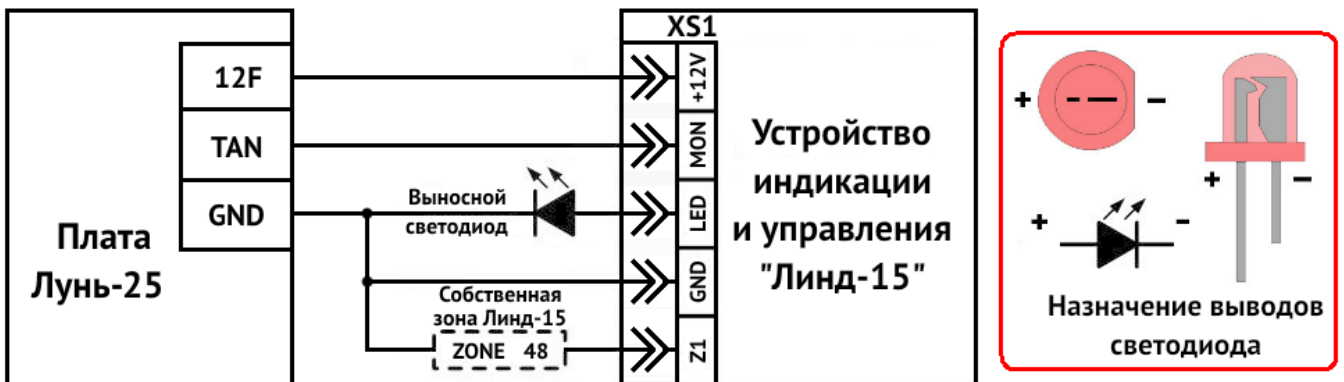 XS1
12F
+12V
TAN
MON
GND
Выносной
светодиод
LED
GND
Собственная
зона Линд-15
ZONE 48
Z1
Плата
Лунь-25
Устройство
индикации
и управления
"Линд-15"
+ -
+ -
+ -
Назначение выводов
светодиода